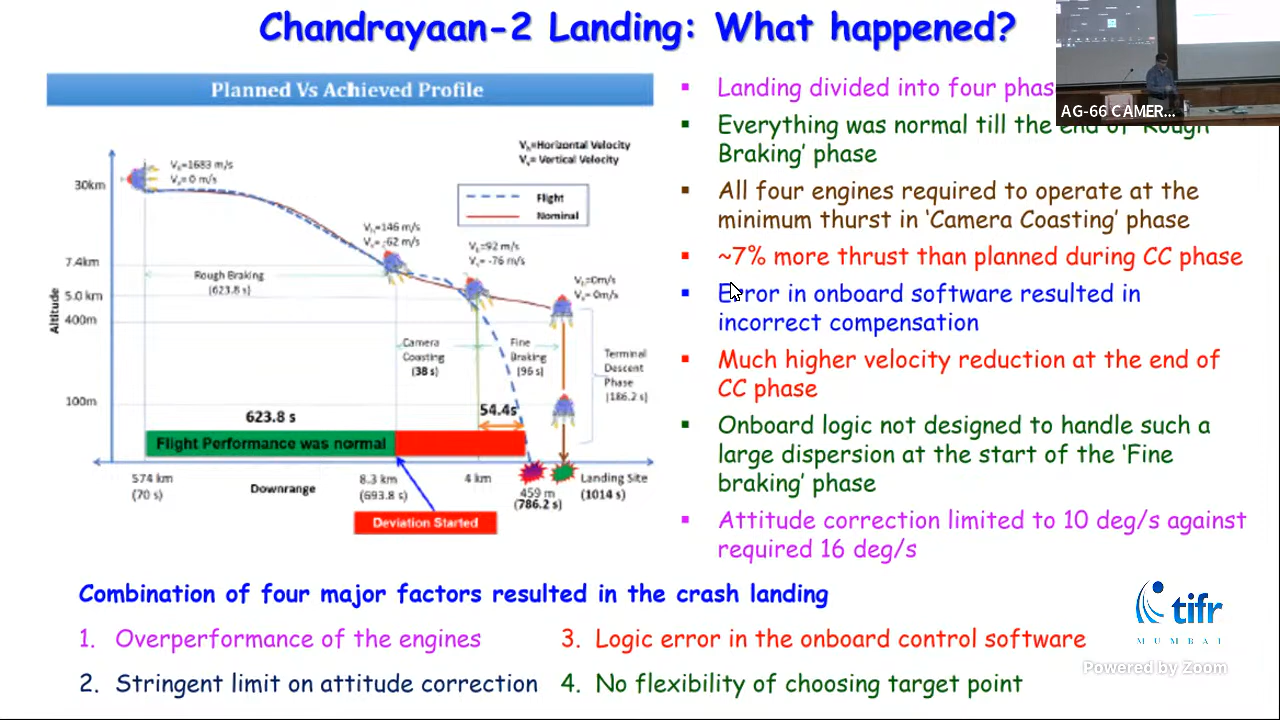 Chandrayaan-2 Landing: What happened?
Planned Vs Achieved Profile
Vh=Horizontal Velocity
Vv= Vertical Velocity
Flight
Nominal
Vh=1683 m/s
Vv= 0 m/s
Vh=146 m/s
Vv= -62 m/s
Vh=92 m/s
Vv= -76 m/s
Vh=0m/s
Vv= 0m/s
Altitude
30km
7.4km
5.0 km
400m
100m
Rough Braking
(623.8 s)
Camera
Coasting
(38 s)
Fine
Braking
(96 s)
Terminal
Descent
Phase
(186.2 s)
623.8 s
54.4s
Flight Performance was normal
574 km
(70 s)
Downrange
8.3 km
(693.8 s)
4 km
459 m
(786.2 s)
Landing Site
(1014 s)
Deviation Started
▪ Landing divided into four phas
▪ Everything was normal till the end of 'Rough
Braking' phase
▪ All four engines required to operate at the
minimum thurst in 'Camera Coasting' phase
▪ ~7% more thrust than planned during CC phase
▪ Error in onboard software resulted in
incorrect compensation
▪ Much higher velocity reduction at the end of
CC phase
▪ Onboard logic not designed to handle such a
large dispersion at the start of the 'Fine
braking' phase
▪ Attitude correction limited to 10 deg/s against
required 16 deg/s
AG-66 CAMER...
Combination of four major factors resulted in the crash landing
1. Overperformance of the engines
2. Stringent limit on attitude correction
3. Logic error in the onboard control software
4. No flexibility of choosing target point
tifr
MUMBAI
Powered by Zoom